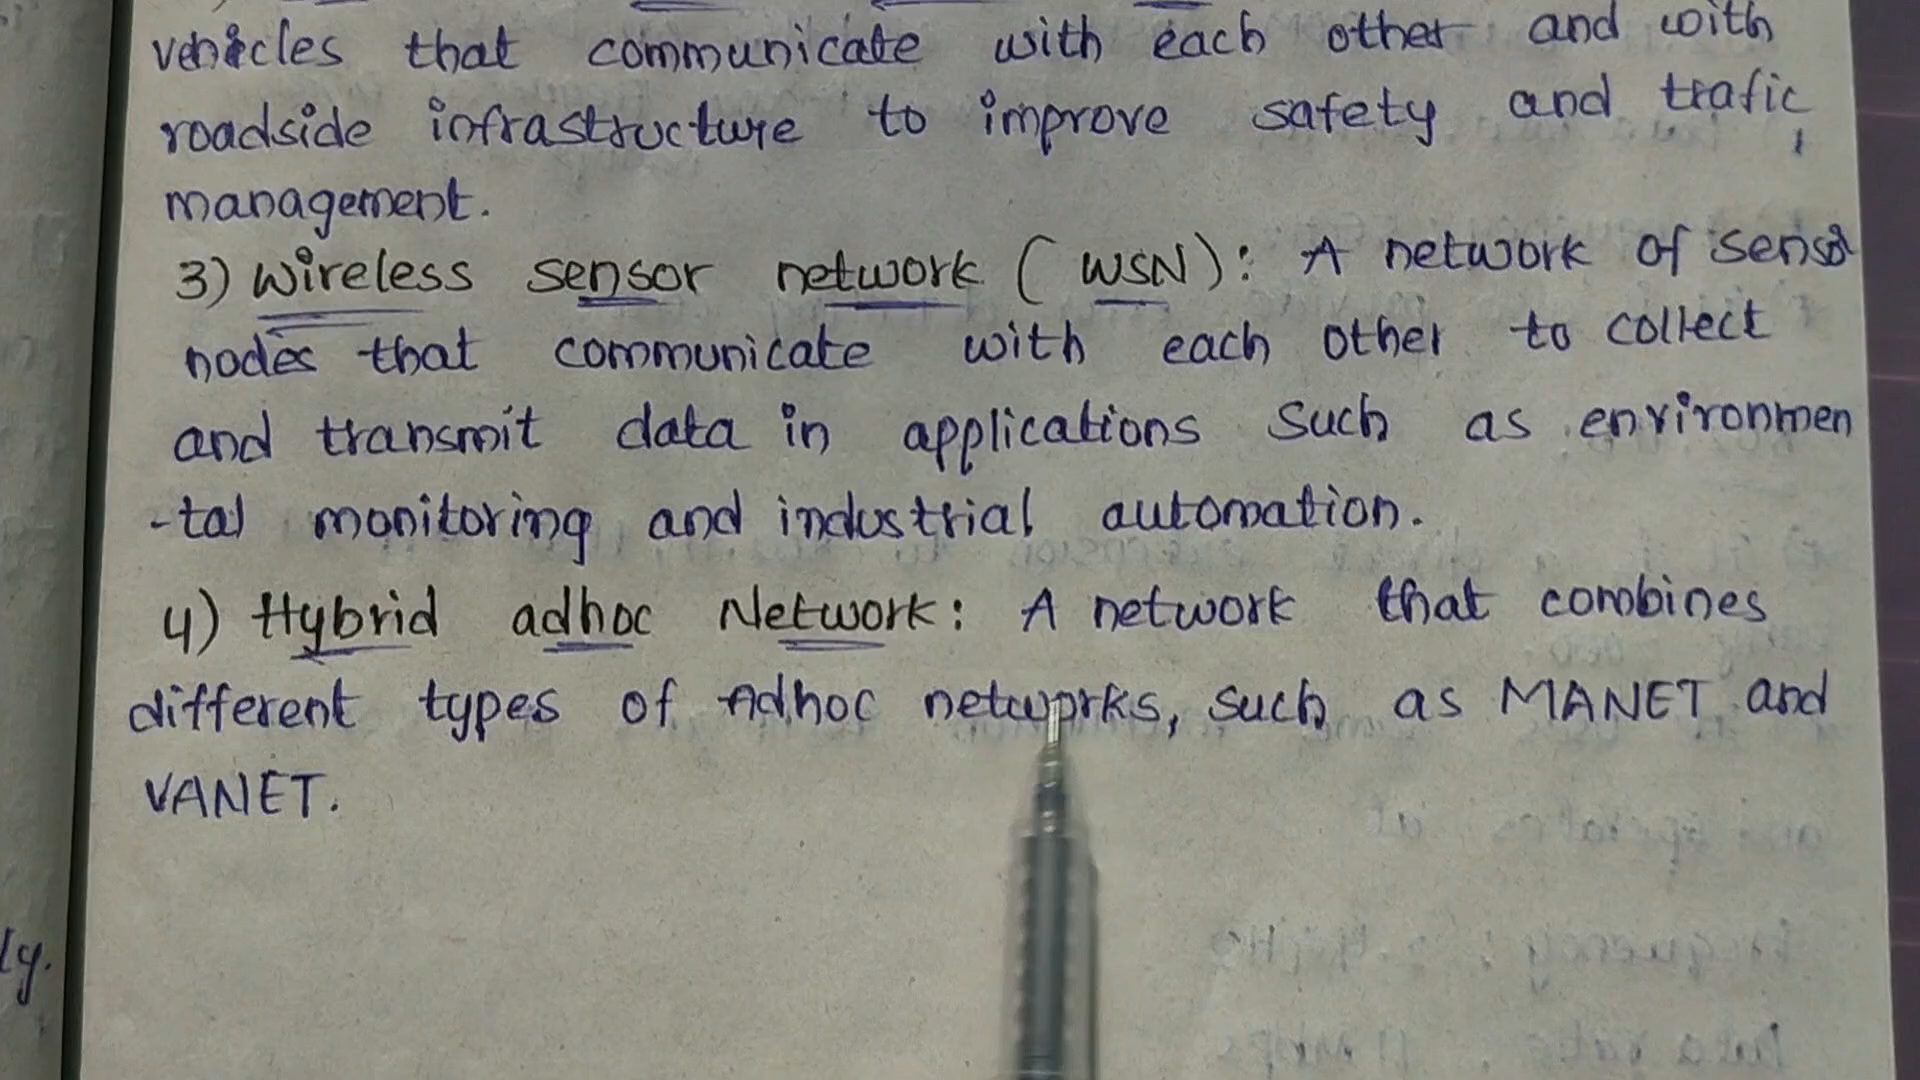 vehicles that communicate with each other and with
roadside infrastructure to improve safety and trafic
management.
3) Wireless sensor network (WSN): A network of sensor
nodes that communicate with each other to collect
and transmit data in applications such as environmen
-tal monitoring and industrial automation.
4) Hybrid adhoc Network: A network that combines
different types of Adhoc networks, such as MANET and
VANET.
ly.